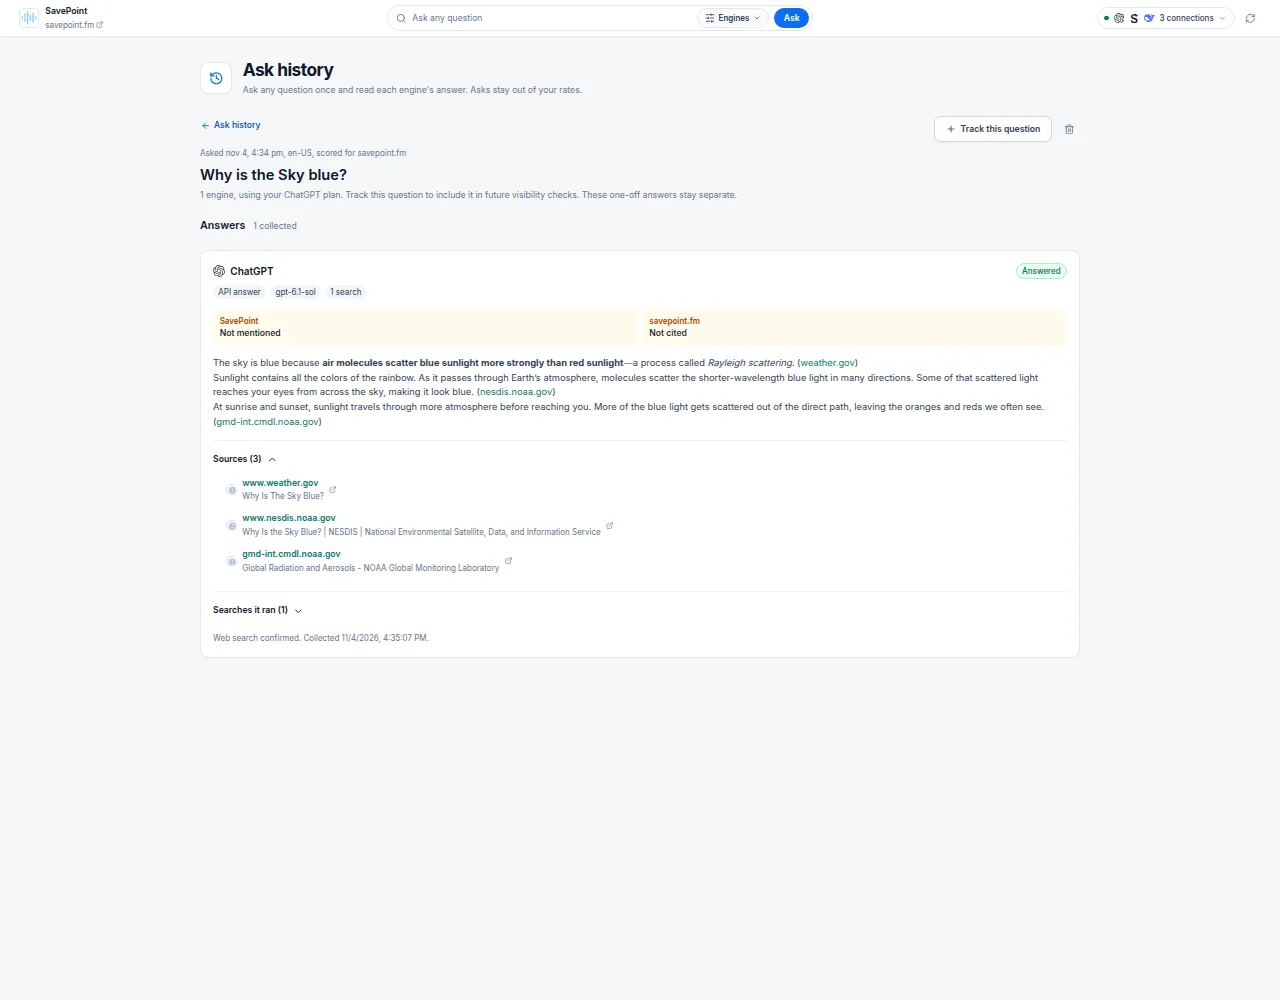 SavePoint
savepoint.fm
Ask any question
Engines
Ask
3 connections
Ask history
Ask any question once and read each engine's answer. Asks stay out of your rates.
Ask history
Track this question
Asked nov 4, 4:34 pm, en-US, scored for savepoint.fm
Why is the Sky blue?
1 engine, using your ChatGPT plan. Track this question to include it in future visibility checks. These one-off answers stay separate.
Answers 1 collected
ChatGPT
Answered
API answer gpt-6.1-sol 1 search
SavePoint
Not mentioned
savepoint.fm
Not cited
The sky is blue because air molecules scatter blue sunlight more strongly than red sunlight—a process called Rayleigh scattering. (weather.gov)
Sunlight contains all the colors of the rainbow. As it passes through Earth's atmosphere, molecules scatter the shorter-wavelength blue light in many directions. Some of that scattered light
reaches your eyes from across the sky, making it look blue. (nesdis.noaa.gov)
At sunrise and sunset, sunlight travels through more atmosphere before reaching you. More of the blue light gets scattered out of the direct path, leaving the oranges and reds we often see.
(gmd-int.cmdl.noaa.gov)
Sources (3)
www.weather.gov
Why Is The Sky Blue?
www.nesdis.noaa.gov
Why Is the Sky Blue? | NESDIS | National Environmental Satellite, Data, and Information Service
gmd-int.cmdl.noaa.gov
Global Radiation and Aerosols - NOAA Global Monitoring Laboratory
Searches it ran (1)
Web search confirmed. Collected 11/4/2026, 4:35:07 PM.